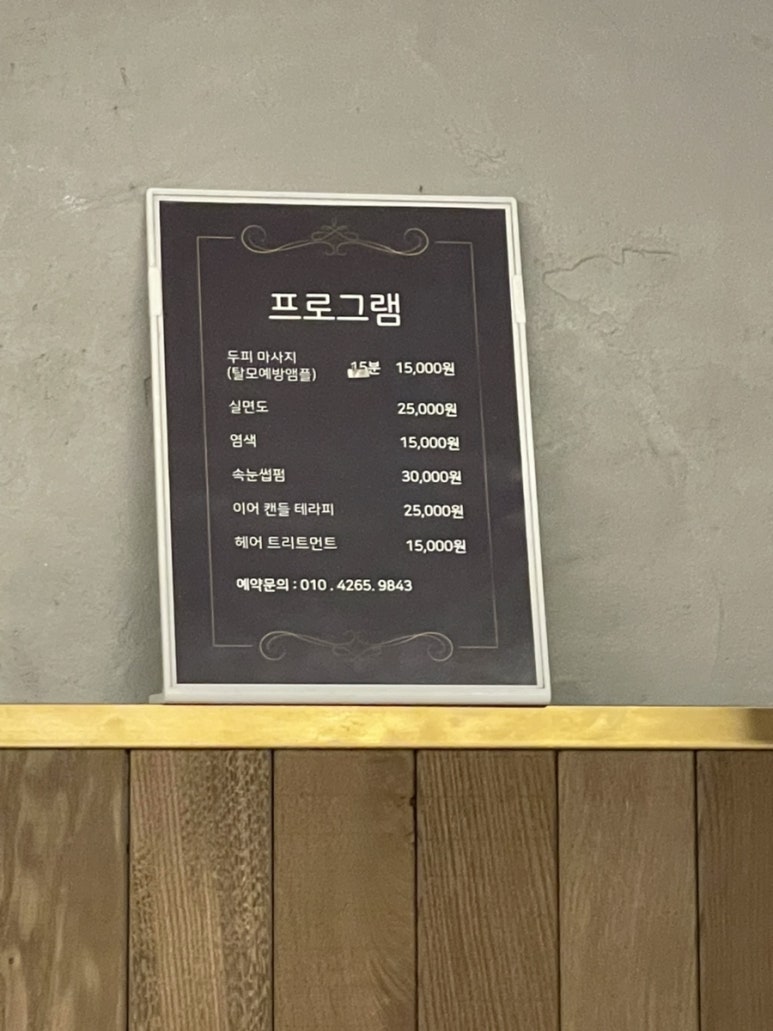 프로그램
두피 마사지
(탈모예방앰플) 15분 15,000원
실면도 25,000원
염색 15,000원
속눈썹펌 30,000원
이어 캔들 테라피 25,000원
헤어 트리트먼트 15,000원
예약문의 : 010 . 4265. 9843